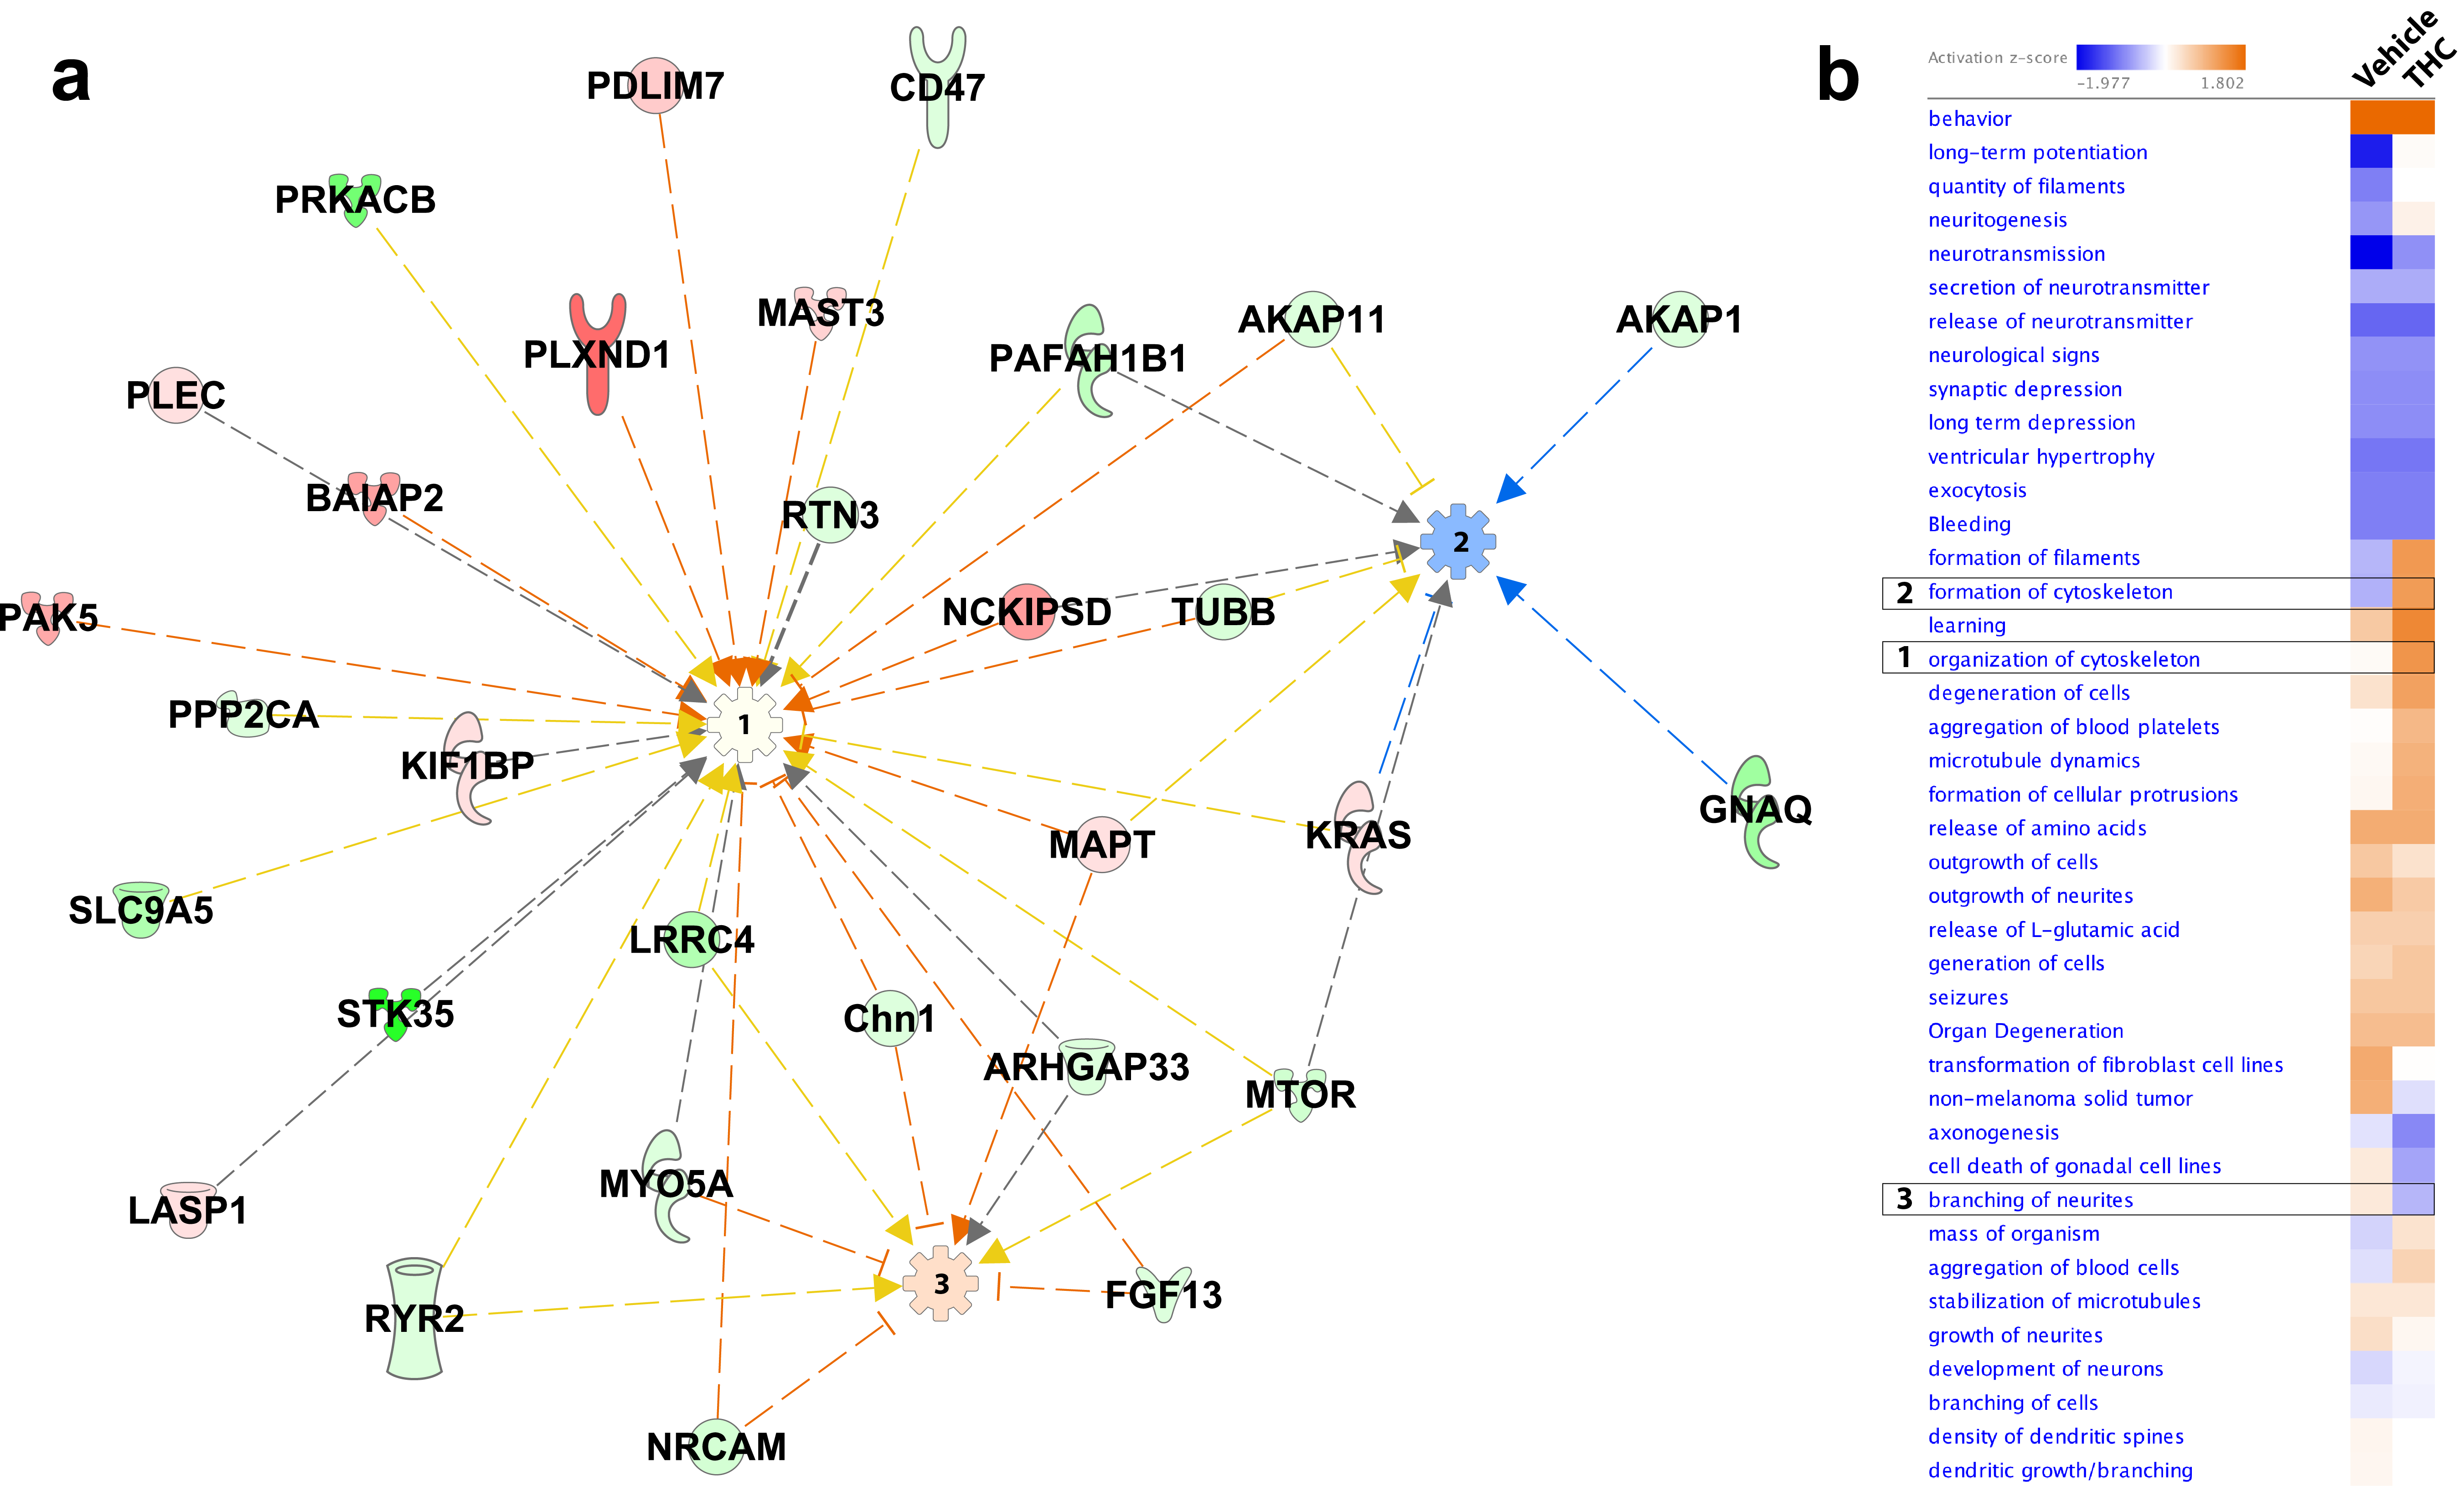 a
PDLIM7
CD47
PRKACB
PLXND1
MAST3
PAFAH1B1
AKAP11
AKAP1
PLEC
BAIAP2
RTN3
2
PAK5
NCKIPSD
TUBB
PPP2CA
1
KIF1BP
MAPT
KRAS
GNAQ
SLC9A5
LRRC4
STK35
Chn1
ARHGAP33
MTOR
MYO5A
LASP1
3
RYR2
FGF13
NRCAM
b
Activation z-score
-1.977 1.802
Vehicle
THC
behavior
long-term potentiation
quantity of filaments
neuritogenesis
neurotransmission
secretion of neurotransmitter
release of neurotransmitter
neurological signs
synaptic depression
long term depression
ventricular hypertrophy
exocytosis
Bleeding
formation of filaments
2 formation of cytoskeleton
learning
1 organization of cytoskeleton
degeneration of cells
aggregation of blood platelets
microtubule dynamics
formation of cellular protrusions
release of amino acids
outgrowth of cells
outgrowth of neurites
release of L-glutamic acid
generation of cells
seizures
Organ Degeneration
transformation of fibroblast cell lines
non-melanoma solid tumor
axonogenesis
cell death of gonadal cell lines
3 branching of neurites
mass of organism
aggregation of blood cells
stabilization of microtubules
growth of neurites
development of neurons
branching of cells
density of dendritic spines
dendritic growth/branching